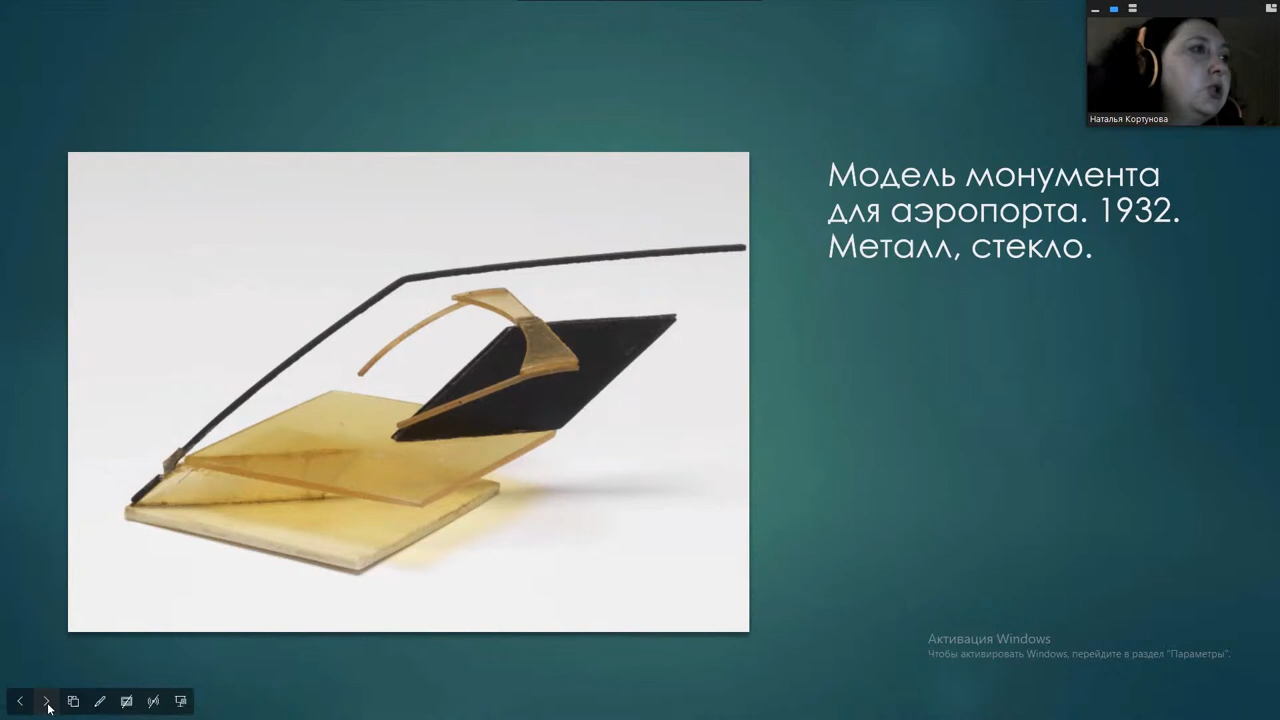 Наталья Кортунова
Модель монумента
для аэропорта. 1932.
Металл, стекло.
Активация Windows
Чтобы активировать Windows, перейдите в раздел "Параметры".